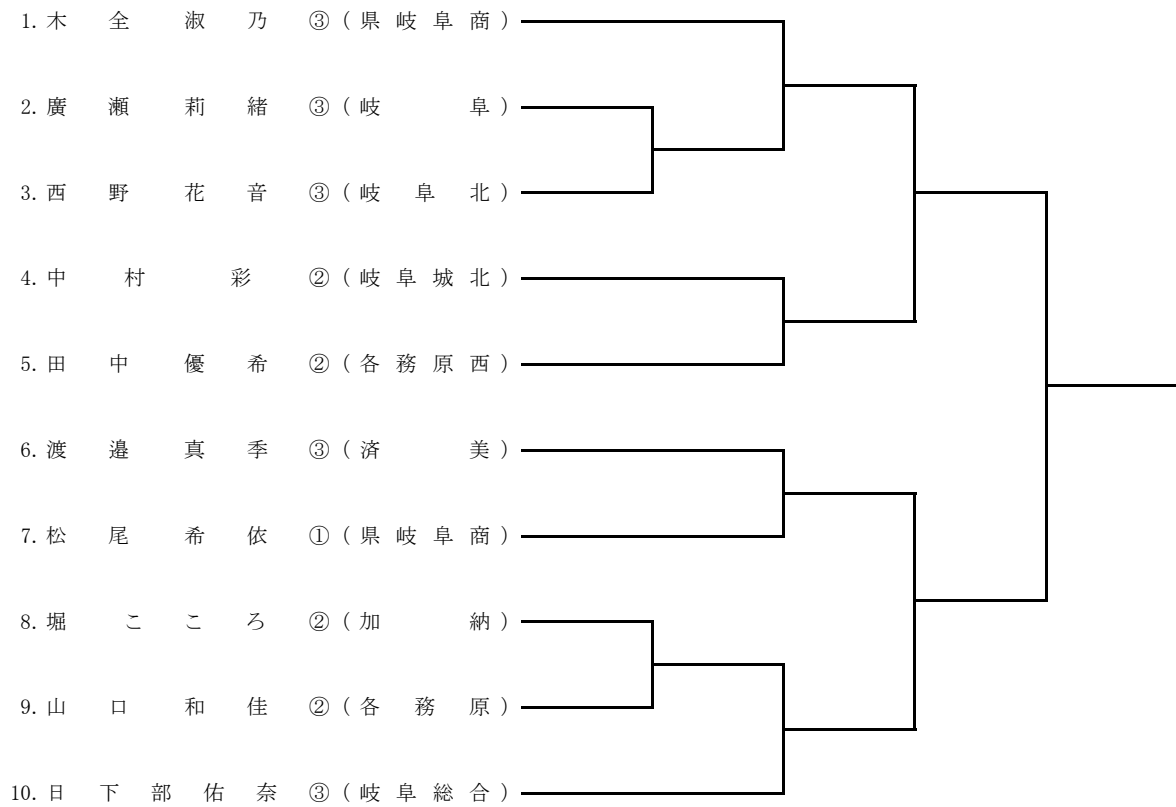 1. 木全 淑乃 ③ (県岐阜商)
2. 廣瀬 莉緒 ③ (岐阜)
3. 西野 花音 ③ (岐阜北)
4. 中村 彩 ② (岐阜城北)
5. 田中 優希 ② (各務原西)
6. 渡邉 真季 ③ (済美)
7. 松尾 希依 ① (県岐阜商)
8. 堀 こころ ② (加納)
9. 山口 和佳 ② (各務原)
10. 日下部 佑奈 ③ (岐阜総合)